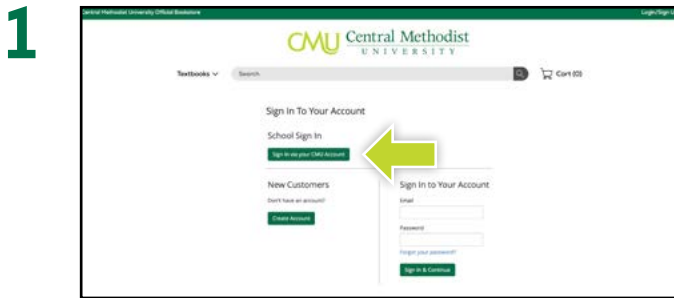 1
Central Methodist University Official Bookstore
Login/Sign U
CMU Central Methodist
UNIVERSITY
Textbooks
Search
Cart (0)
Sign In To Your Account
School Sign In
Sign in via your CMU Account
New Customers
Don't have an account?
Create Account
Sign In to Your Account
Email
Password
Forgot your password?
Sign In & Continue